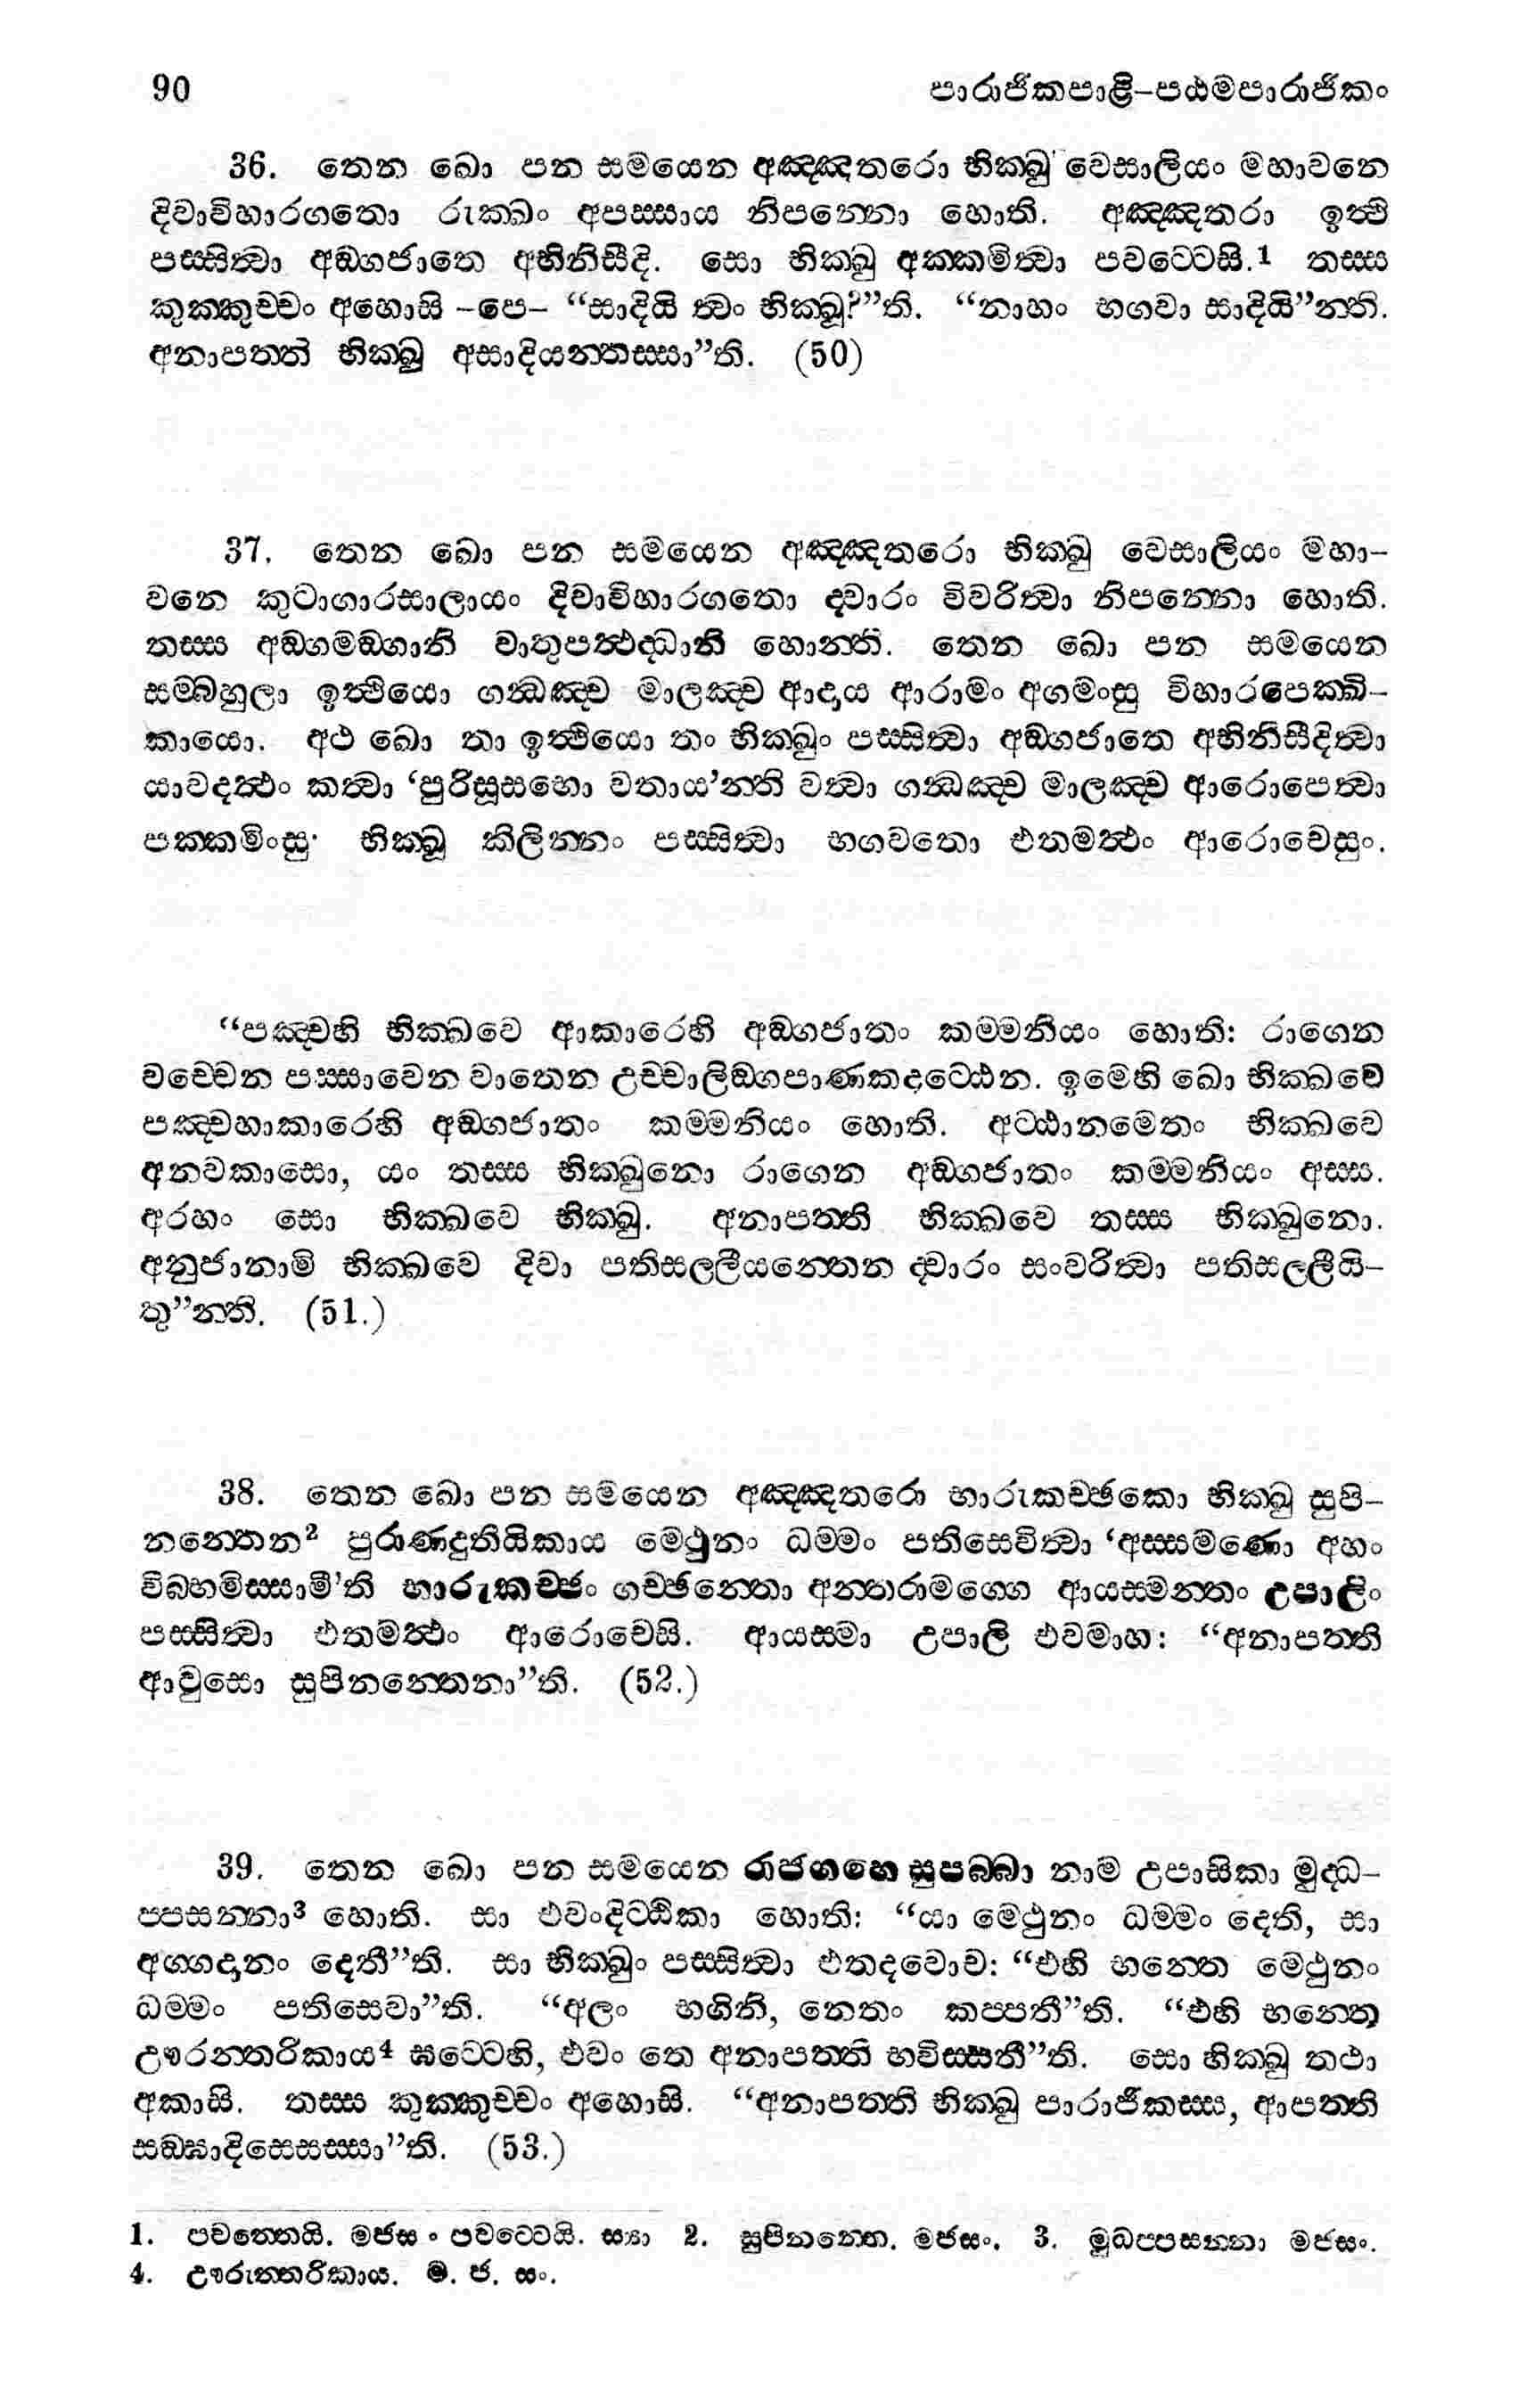 90 පාරාජිකපාළි-පඨමපාරාජිකං
36. තෙන ඛො පන සමයෙන අඤ්ඤතරො භික්ඛු වෙසාලියං මහාවනෙ
දිවාවිහාරගතො රුක්ඛං අපස්සාය නිපන්නො හොති. අඤ්ඤතරා ඉත්ථි
පස්සිත්වා අඞ්ගජාතෙ අභිනිසීදි. සො භික්ඛු අක්කමිත්වා පවට්ටෙසි.1 තස්ස
කුක්කුච්චං අහොසි -පෙ- “සාදියි ත්වං භික්ඛූ?”ති. “නාහං භගවා සාදියි”න්ති.
අනාපත්ති භික්ඛු අසාදියන්තස්සා”ති. (50)
37. තෙන ඛො පන සමයෙන අඤ්ඤතරො භික්ඛු වෙසාලියං මහා-
වනෙ කුටාගාරසාලායං දිවාවිහාරගතො ද්වාරං විවරිත්වා නිපන්නො හොති.
තස්ස අඞ්ගමඞ්ගානි වාතුපත්ථද්ධානි හොන්ති. තෙන ඛො පන සමයෙන
සම්බහුලා ඉත්ථියො ගන්ධඤ්ච මාලඤ්ච ආදාය ආරාමං අගමංසු විහාරපෙක්ඛි-
කායො. අථ ඛො තා ඉත්ථියො තං භික්ඛුං පස්සිත්වා අඞ්ගජාතෙ අභිනිසීදිත්වා
යාවදත්ථං කත්වා ‘පුරිසූසභො වතාය’න්ති වත්වා ගන්ධඤ්ච මාලඤ්ච ආරොපෙත්වා
පක්කමිංසු. භික්ඛූ කිලින්නං පස්සිත්වා භගවතො එතමත්ථං ආරොචෙසුං.
“පඤ්චහි භික්ඛවෙ ආකාරෙහි අඞ්ගජාතං කම්මනියං හොති: රාගෙන
වච්චෙන පස්සාවෙන වාතෙන උච්චාලිඞ්ගපාණකදට්ඨෙන. ඉමෙහි ඛො භික්ඛවෙ
පඤ්චහාකාරෙහි අඞ්ගජාතං කම්මනියං හොති. අට්ඨානමෙතං භික්ඛවෙ
අනවකාසො, යං තස්ස භික්ඛුනො රාගෙන අඞ්ගජාතං කම්මනියං අස්ස.
අරහං සො භික්ඛවෙ භික්ඛු. අනාපත්ති භික්ඛවෙ තස්ස භික්ඛුනො.
අනුජානාමි භික්ඛවෙ දිවා පතිසල්ලීයන්තෙන ද්වාරං සංවරිත්වා පතිසල්ලීයි-
තු”න්ති. (51.)
38. තෙන ඛො පන සමයෙන අඤ්ඤතරො භාරුකච්ඡකො භික්ඛු සුපි-
නන්තෙන2 පුරාණදුතියිකාය මෙථුනං ධම්මං පතිසෙවිත්වා ‘අස්සමණො අහං
විබ්භමිස්සාමී’ති භාරුකච්ඡං ගච්ඡන්තො අන්තරාමග්ගෙ ආයස්මන්තං උපාලිං
පස්සිත්වා එතමත්ථං ආරොචෙසි. ආයස්මා උපාලි එවමාහ: “අනාපත්ති
ආවුසො සුපිනන්තෙනා”ති. (52.)
39. තෙන ඛො පන සමයෙන රාජගහෙ සුපබ්බා නාම උපාසිකා මුද්ධ-
ප්පසන්නා3 හොති. සා එවංදිට්ඨිකා හොති: “යා මෙථුනං ධම්මං දෙති, සා
අග්ගදානං දෙතී”ති. සා භික්ඛුං පස්සිත්වා එතදවොච: “එහි භන්තෙ මෙථුනං
ධම්මං පතිසෙවා”ති. “අලං භගිනි, නෙතං කප්පතී”ති. “එහි භන්තෙ
ඌරන්තරිකාය4 ඝට්ටෙහි, එවං තෙ අනාපත්ති භවිස්සතී”ති. සො භික්ඛු තථා
අකාසි. තස්ස කුක්කුච්චං අහොසි. “අනාපත්ති භික්ඛු පාරාජිකස්ස, ආපත්ති
සඞ්ඝාදිසෙසස්සා”ති. (53.)
1. පවත්තෙයි. මජසං පවට්ටෙයි. ස්‍යා 2. සුපිනන්තෙ. මජසං. 3. මුධප්පසන්නා මජසං.
4. ඌරුන්තරිකාය. ම. ජ. සං.